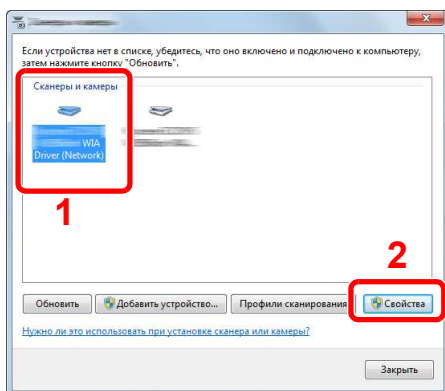 Если устройства нет в списке, убедитесь, что оно включено и подключено к компьютеру,
затем нажмите кнопку "Обновить".
Сканеры и камеры
WIA
Driver (Network)
1
2
Обновить
Добавить устройство...
Профили сканирования
Свойства
Нужно ли это использовать при установке сканера или камеры?
Закрыть